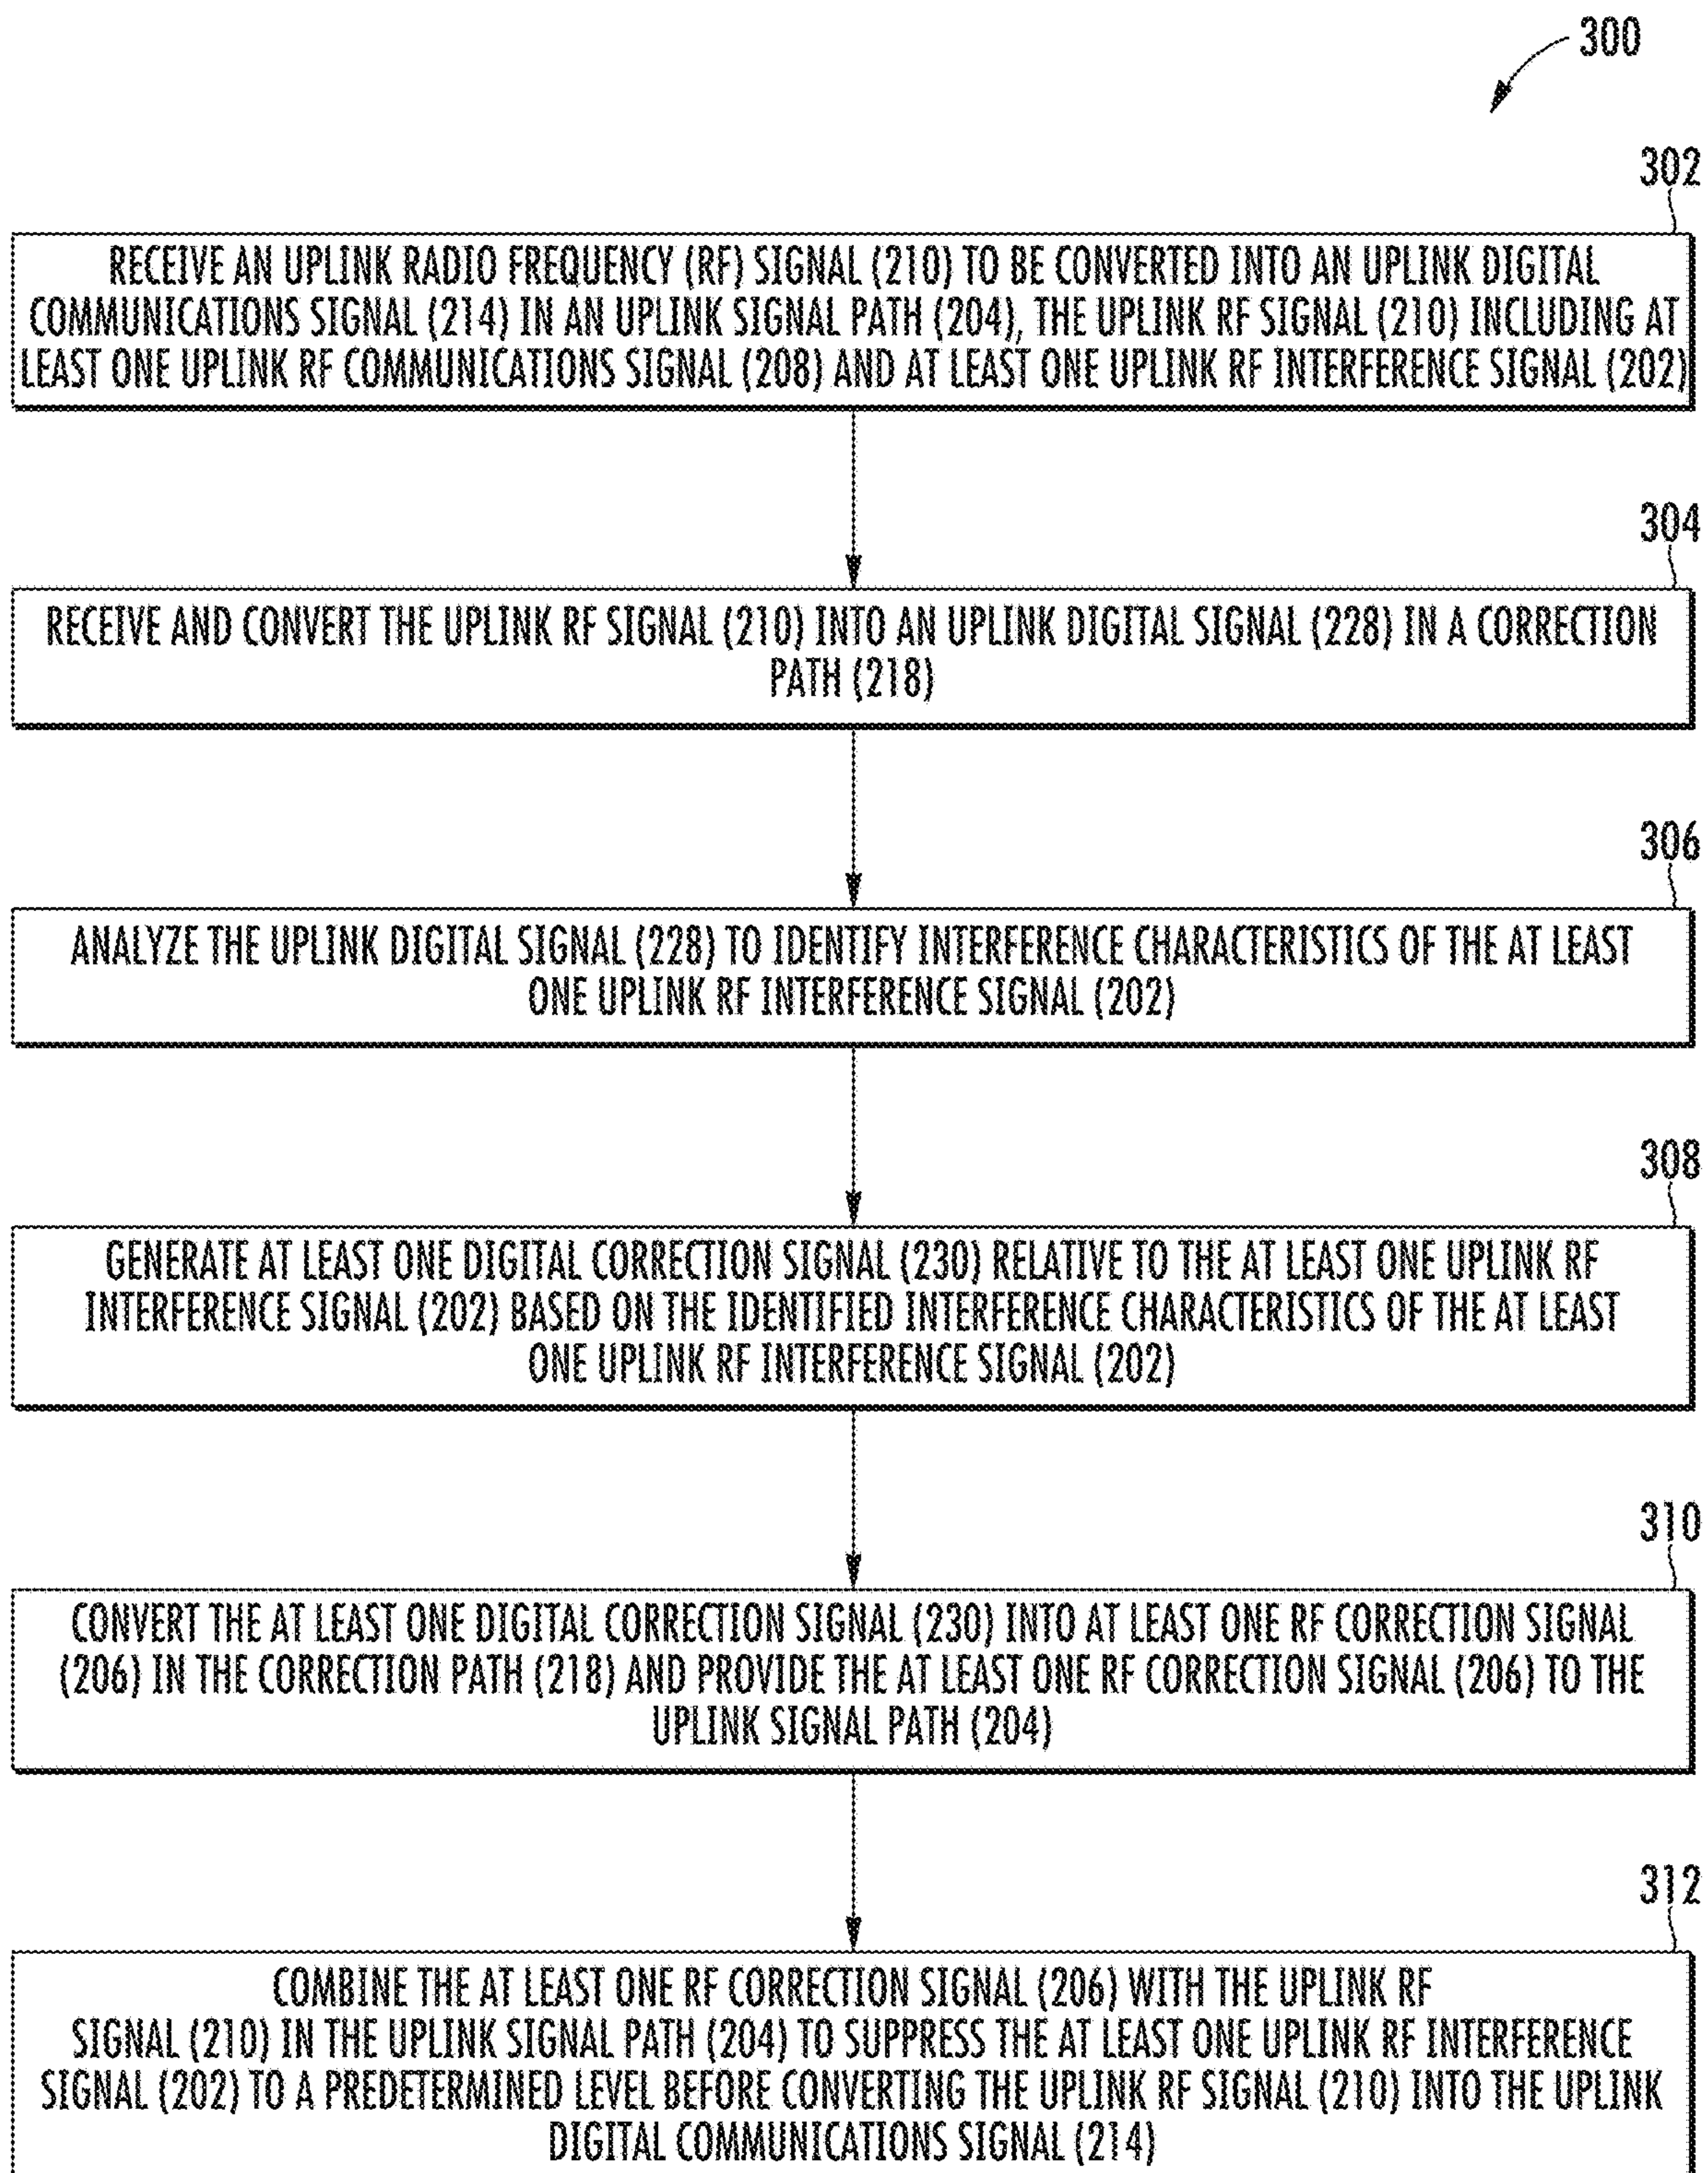 300
302
RECEIVE AN UPLINK RADIO FREQUENCY (RF) SIGNAL (210) TO BE CONVERTED INTO AN UPLINK DIGITAL
COMMUNICATIONS SIGNAL (214) IN AN UPLINK SIGNAL PATH (204), THE UPLINK RF SIGNAL (210) INCLUDING AT
LEAST ONE UPLINK RF COMMUNICATIONS SIGNAL (208) AND AT LEAST ONE UPLINK RF INTERFERENCE SIGNAL (202)
304
RECEIVE AND CONVERT THE UPLINK RF SIGNAL (210) INTO AN UPLINK DIGITAL SIGNAL (228) IN A CORRECTION
PATH (218)
306
ANALYZE THE UPLINK DIGITAL SIGNAL (228) TO IDENTIFY INTERFERENCE CHARACTERISTICS OF THE AT LEAST
ONE UPLINK RF INTERFERENCE SIGNAL (202)
308
GENERATE AT LEAST ONE DIGITAL CORRECTION SIGNAL (230) RELATIVE TO THE AT LEAST ONE UPLINK RF
INTERFERENCE SIGNAL (202) BASED ON THE IDENTIFIED INTERFERENCE CHARACTERISTICS OF THE AT LEAST
ONE UPLINK RF INTERFERENCE SIGNAL (202)
310
CONVERT THE AT LEAST ONE DIGITAL CORRECTION SIGNAL (230) INTO AT LEAST ONE RF CORRECTION SIGNAL
(206) IN THE CORRECTION PATH (218) AND PROVIDE THE AT LEAST ONE RF CORRECTION SIGNAL (206) TO THE
UPLINK SIGNAL PATH (204)
312
COMBINE THE AT LEAST ONE RF CORRECTION SIGNAL (206) WITH THE UPLINK RF
SIGNAL (210) IN THE UPLINK SIGNAL PATH (204) TO SUPPRESS THE AT LEAST ONE UPLINK RF INTERFERENCE
SIGNAL (202) TO A PREDETERMINED LEVEL BEFORE CONVERTING THE UPLINK RF SIGNAL (210) INTO THE UPLINK
DIGITAL COMMUNICATIONS SIGNAL (214)